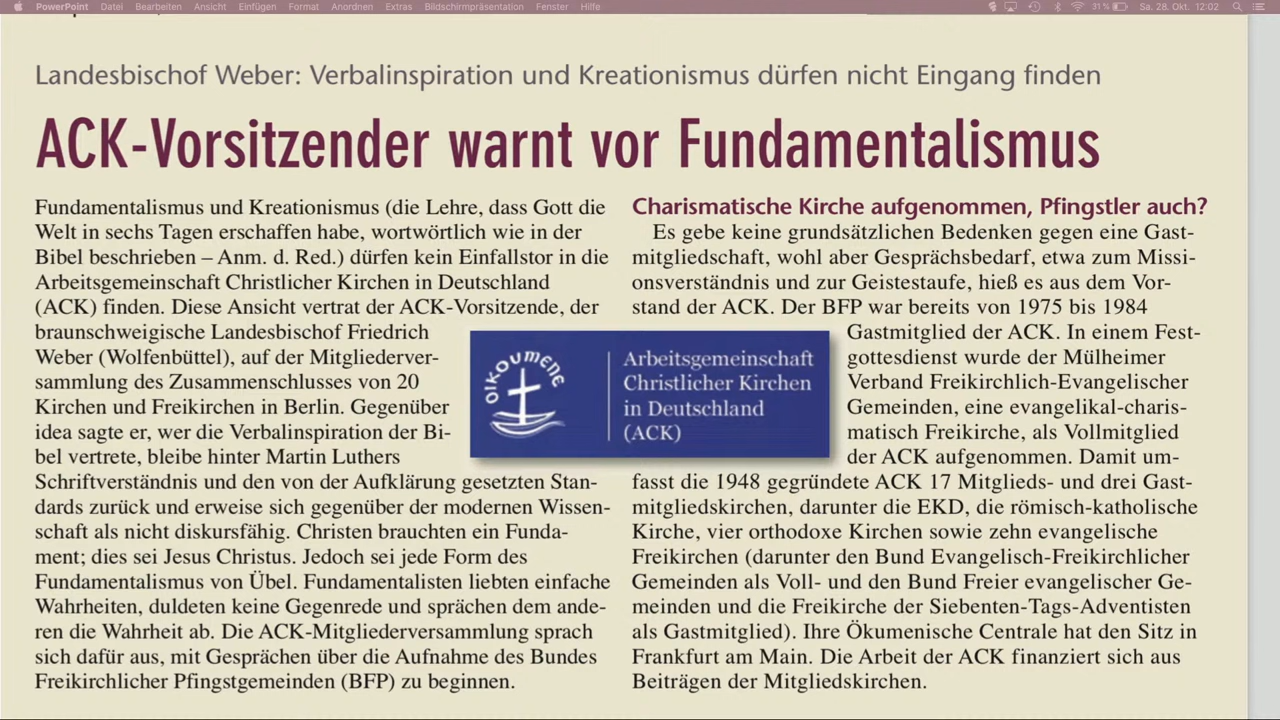 PowerPoint Datei Bearbeiten Ansicht Einfügen Format Anordnen Extras Bildschirmpräsentation Fenster Hilfe 31 % Sa. 28. Okt. 12:02
Landesbischof Weber: Verbalinspiration und Kreationismus dürfen nicht Eingang finden
ACK-Vorsitzender warnt vor Fundamentalismus
Fundamentalismus und Kreationismus (die Lehre, dass Gott die
Welt in sechs Tagen erschaffen habe, wortwörtlich wie in der
Bibel beschrieben – Anm. d. Red.) dürfen kein Einfallstor in die
Arbeitsgemeinschaft Christlicher Kirchen in Deutschland
(ACK) finden. Diese Ansicht vertrat der ACK-Vorsitzende, der
braunschweigische Landesbischof Friedrich
Weber (Wolfenbüttel), auf der Mitgliederver-
sammlung des Zusammenschlusses von 20
Kirchen und Freikirchen in Berlin. Gegenüber
idea sagte er, wer die Verbalinspiration der Bi-
bel vertrete, bleibe hinter Martin Luthers
Schriftverständnis und den von der Aufklärung gesetzten Stan-
dards zurück und erweise sich gegenüber der modernen Wissen-
schaft als nicht diskursfähig. Christen brauchten ein Funda-
ment; dies sei Jesus Christus. Jedoch sei jede Form des
Fundamentalismus von Übel. Fundamentalisten liebten einfache
Wahrheiten, duldeten keine Gegenrede und sprächen dem ande-
ren die Wahrheit ab. Die ACK-Mitgliederversammlung sprach
sich dafür aus, mit Gesprächen über die Aufnahme des Bundes
Freikirchlicher Pfingstgemeinden (BFP) zu beginnen.
OIKOUMENE
Arbeitsgemeinschaft
Christlicher Kirchen
in Deutschland
(ACK)
Charismatische Kirche aufgenommen, Pfingstler auch?
Es gebe keine grundsätzlichen Bedenken gegen eine Gast-
mitgliedschaft, wohl aber Gesprächsbedarf, etwa zum Missi-
onsverständnis und zur Geistestaufe, hieß es aus dem Vor-
stand der ACK. Der BFP war bereits von 1975 bis 1984
Gastmitglied der ACK. In einem Fest-
gottesdienst wurde der Mülheimer
Verband Freikirchlich-Evangelischer
Gemeinden, eine evangelikal-charis-
matisch Freikirche, als Vollmitglied
der ACK aufgenommen. Damit um-
fasst die 1948 gegründete ACK 17 Mitglieds- und drei Gast-
mitgliedskirchen, darunter die EKD, die römisch-katholische
Kirche, vier orthodoxe Kirchen sowie zehn evangelische
Freikirchen (darunter den Bund Evangelisch-Freikirchlicher
Gemeinden als Voll- und den Bund Freier evangelischer Ge-
meinden und die Freikirche der Siebenten-Tags-Adventisten
als Gastmitglied). Ihre Ökumenische Centrale hat den Sitz in
Frankfurt am Main. Die Arbeit der ACK finanziert sich aus
Beiträgen der Mitgliedskirchen.